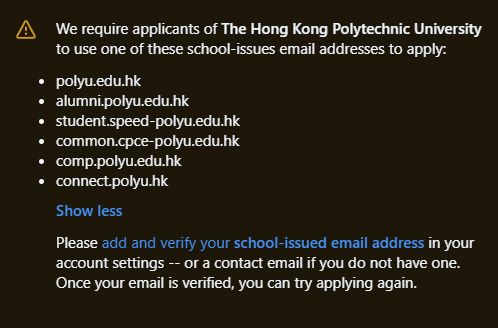 We require applicants of The Hong Kong Polytechnic University
to use one of these school-issues email addresses to apply:
• polyu.edu.hk
• alumni.polyu.edu.hk
• student.speed-polyu.edu.hk
• common.cpce-polyu.edu.hk
• comp.polyu.edu.hk
• connect.polyu.hk
Show less
Please add and verify your school-issued email address in your
account settings -- or a contact email if you do not have one.
Once your email is verified, you can try applying again.